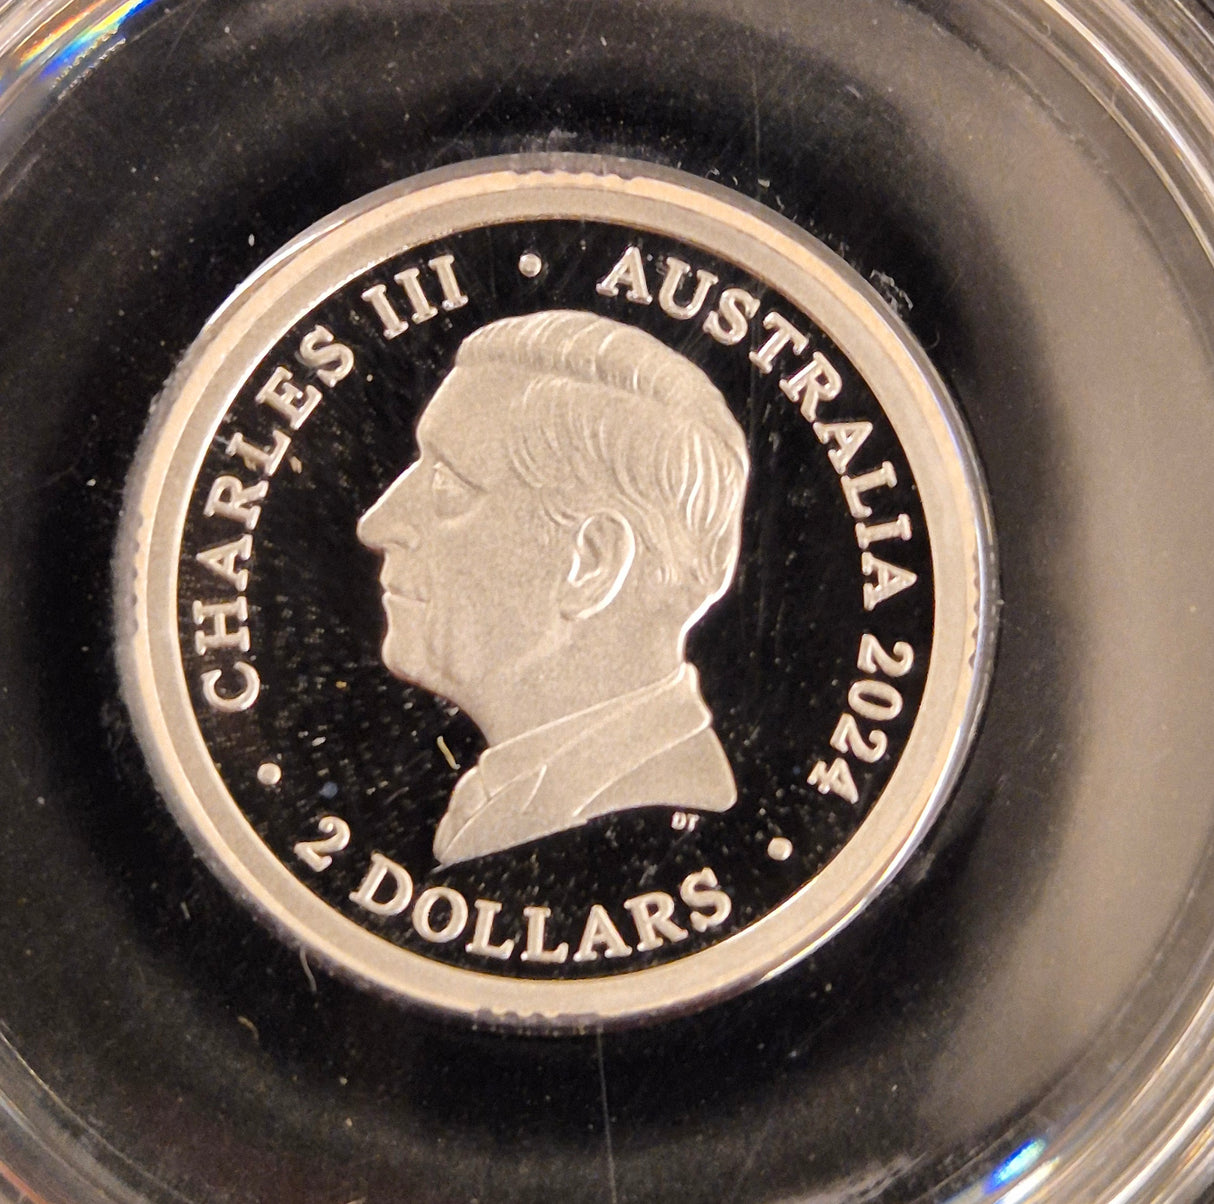 CHARLES III • AUSTRALIA 2024 •
2 DOLLARS •
DT